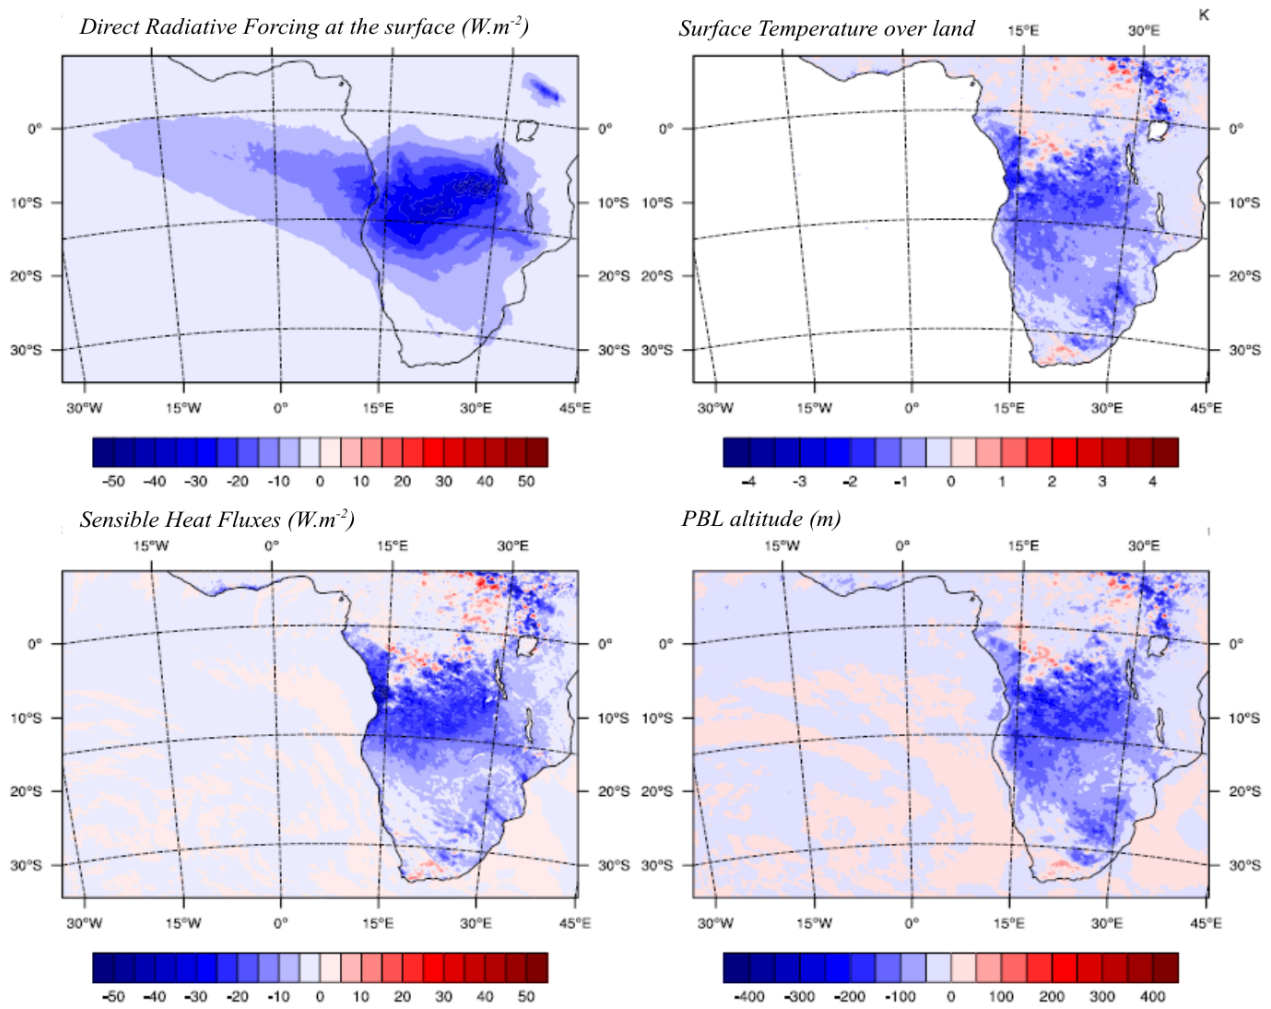 Direct Radiative Forcing at the surface (W.m-2)
Surface Temperature over land
K
15°E 30°E
0° 0° 0° 0°
10°S 10°S 10°S 10°S
20°S 20°S 20°S 20°S
30°S 30°S 30°S 30°S
30°W 15°W 0° 15°E 30°E 45°E
30°W 15°W 0° 15°E 30°E 45°E
-50 -40 -30 -20 -10 0 10 20 30 40 50
-4 -3 -2 -1 0 1 2 3 4
Sensible Heat Fluxes (W.m-2)
PBL altitude (m)
15°W 0° 15°E 30°E
15°W 0° 15°E 30°E
0° 0° 0° 0°
10°S 10°S 10°S 10°S
20°S 20°S 20°S 20°S
30°S 30°S 30°S 30°S
30°W 15°W 0° 15°E 30°E 45°E
30°W 15°W 0° 15°E 30°E 45°E
-50 -40 -30 -20 -10 0 10 20 30 40 50
-400 -300 -200 -100 0 100 200 300 400